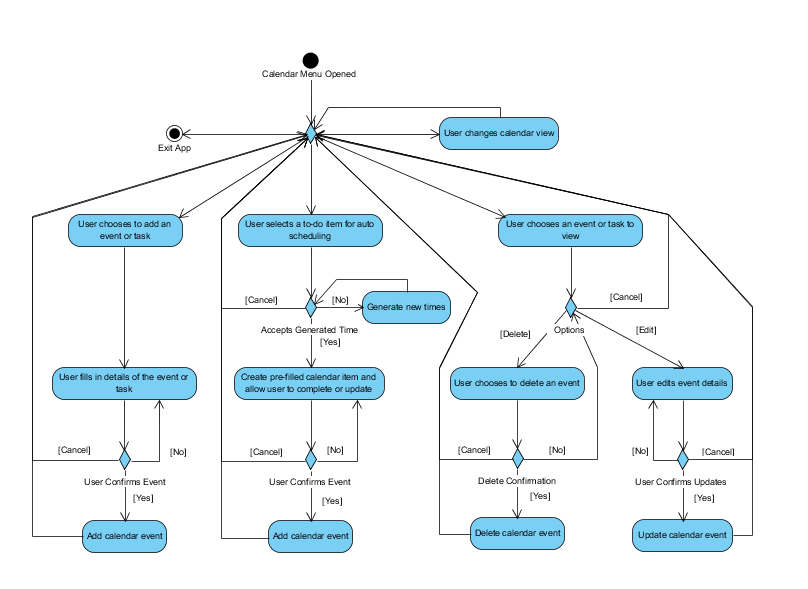 Calendar Menu Opened
Exit App
User changes calendar view
User chooses to add an
event or task
User selects a to-do item for auto
scheduling
User chooses an event or task to
view
[Cancel]
[No]
Generate new times
[Cancel]
Accepts Generated Time
[Yes]
Options
[Delete]
[Edit]
User fills in details of the event or
task
Create pre-filled calendar item and
allow user to complete or update
User chooses to delete an event
User edits event details
[Cancel]
[No]
[Cancel]
[No]
[Cancel]
[No]
[No]
[Cancel]
User Confirms Event
User Confirms Event
Delete Confirmation
User Confirms Updates
[Yes]
[Yes]
[Yes]
[Yes]
Add calendar event
Add calendar event
Delete calendar event
Update calendar event